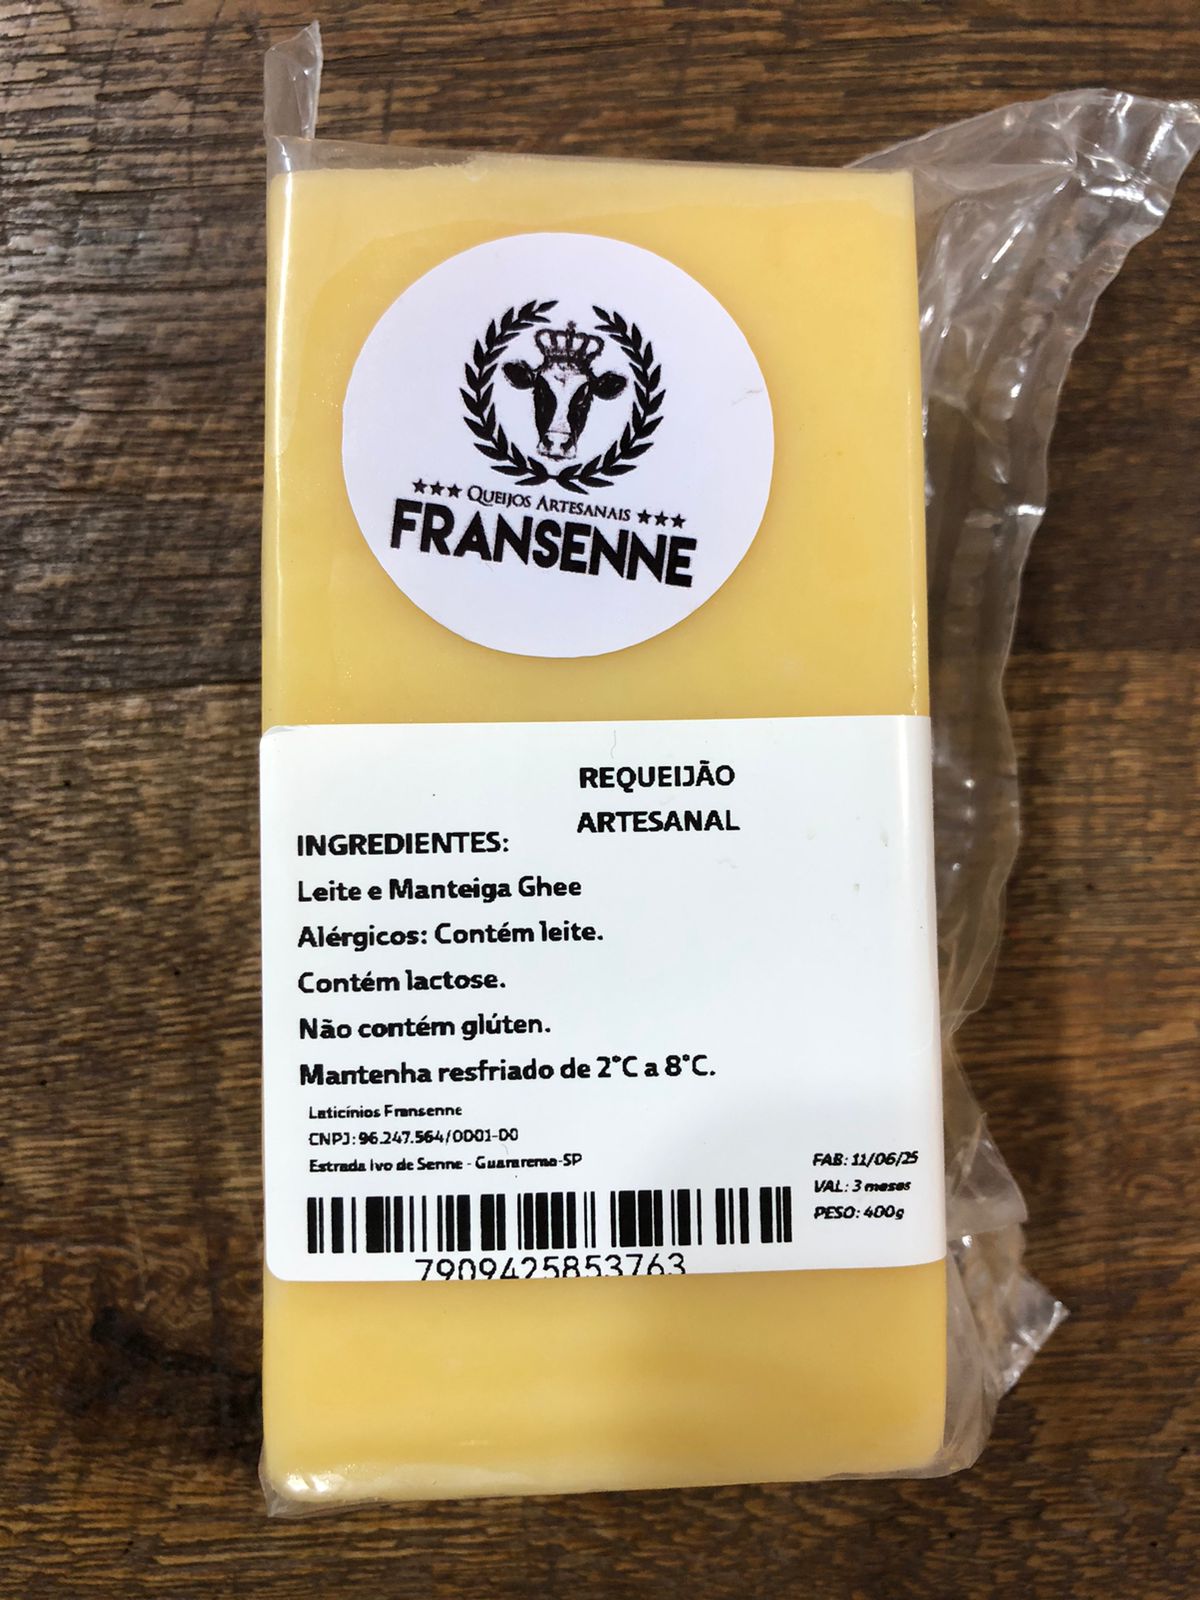 ★★★ QUEIJOS ARTESANAIS ★★★
FRANSENNE
REQUEIJÃO
ARTESANAL
INGREDIENTES:
Leite e Manteiga Ghee
Alérgicos: Contém leite.
Contém lactose.
Não contém glúten.
Mantenha resfriado de 2°C a 8°C.
Laticínios Fransenne
CNPJ: 96.247.564/0001-00
Estrada Ivo de Senne - Guararema-SP
FAB: 11/06/25
VAL: 3 meses
PESO: 400g
7909425853763